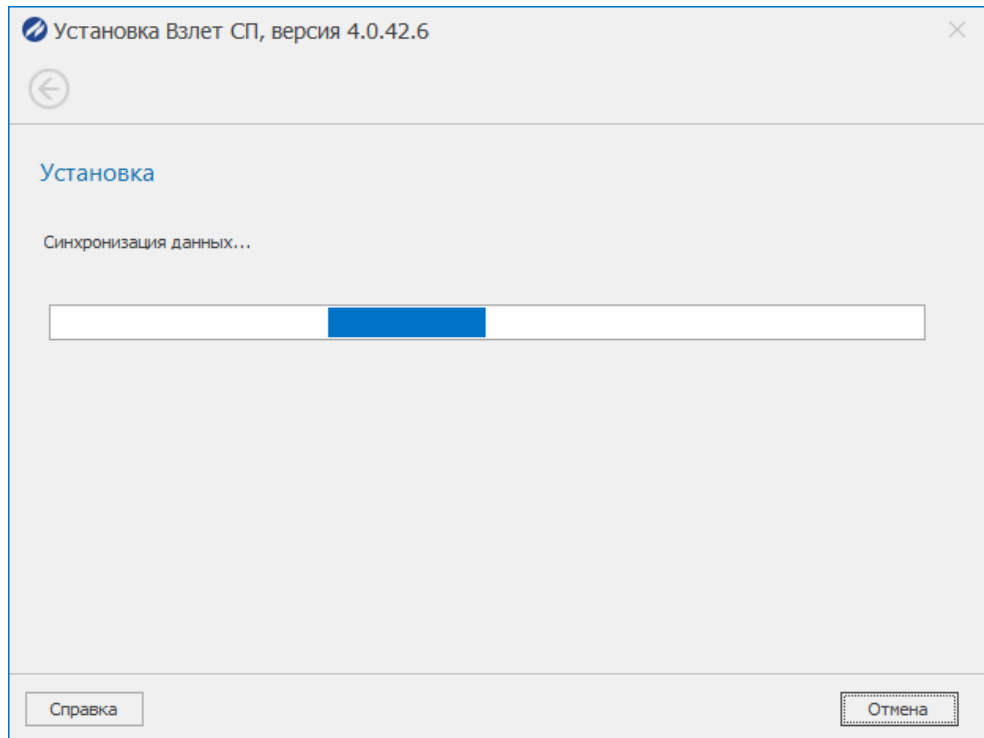 Установка Взлет СП, версия 4.0.42.6
Установка
Синхронизация данных...
Справка
Отмена